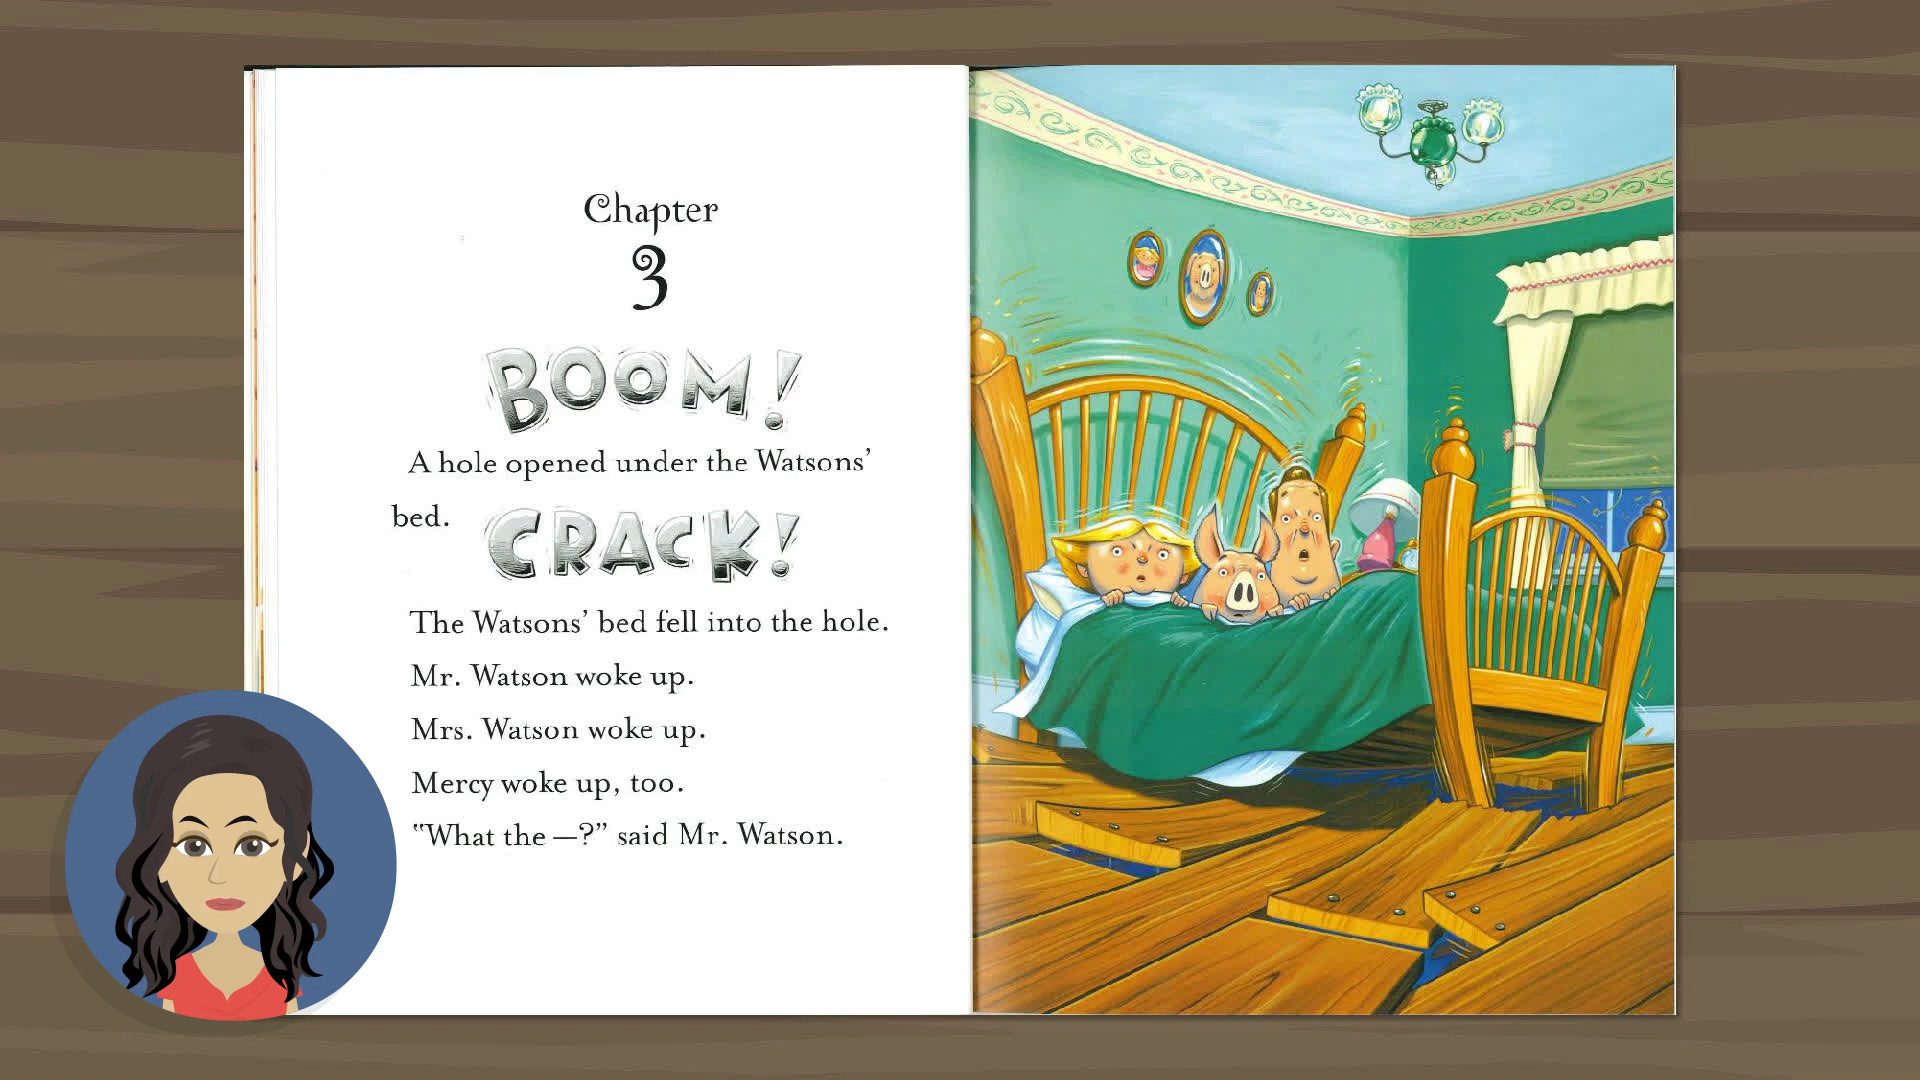 Chapter
3
BOOM!
A hole opened under the Watsons’
bed.
CRACK!
The Watsons’ bed fell into the hole.
Mr. Watson woke up.
Mrs. Watson woke up.
Mercy woke up, too.
“What the —?” said Mr. Watson.